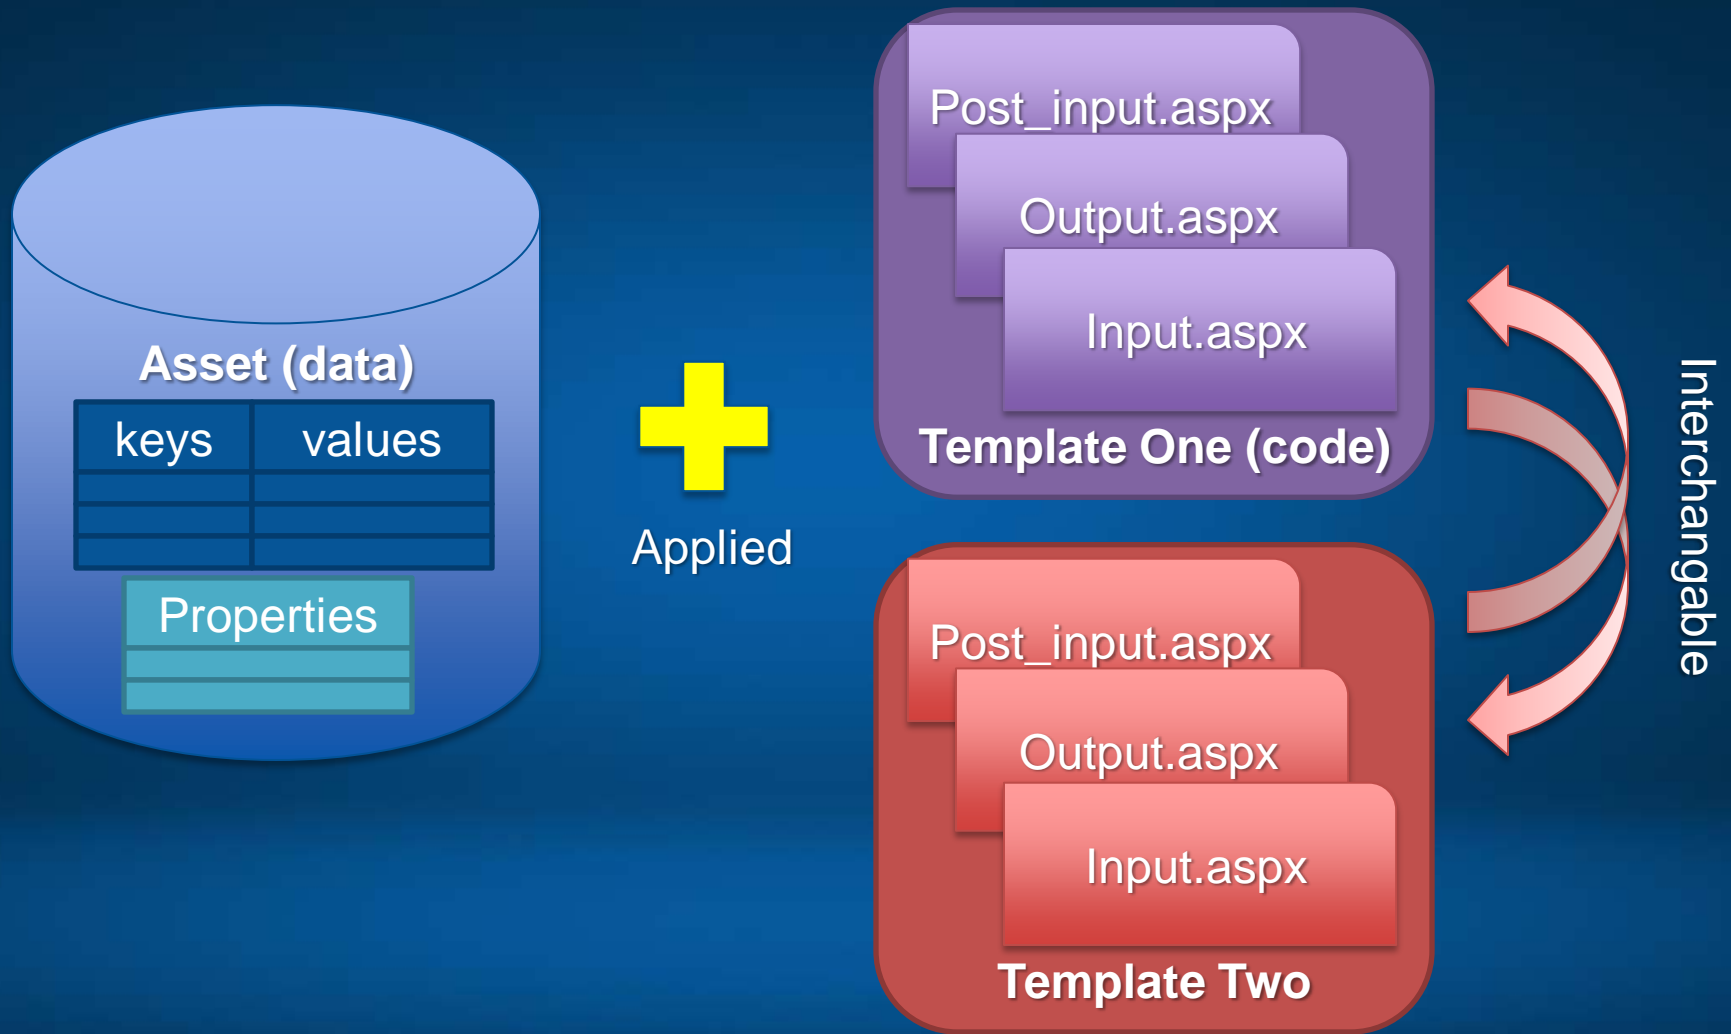 Asset (data)
keys values
Properties
Applied
Post_input.aspx
Output.aspx
Input.aspx
Template One (code)
Post_input.aspx
Output.aspx
Input.aspx
Template Two
Interchangable